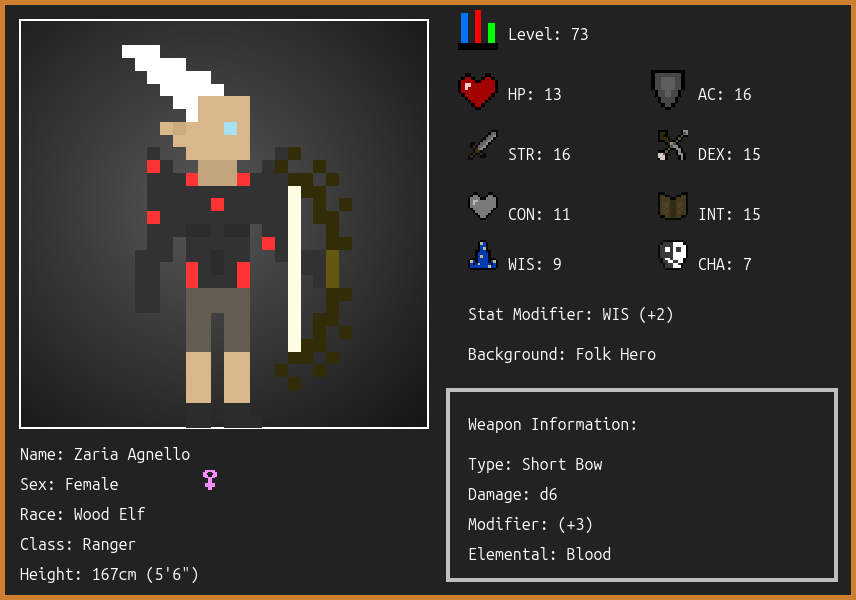 Level: 73
HP: 13
AC: 16
STR: 16
DEX: 15
CON: 11
INT: 15
WIS: 9
CHA: 7
Stat Modifier: WIS (+2)
Background: Folk Hero
Weapon Information:
Type: Short Bow
Damage: d6
Modifier: (+3)
Elemental: Blood
Name: Zaria Agnello
Sex: Female
Race: Wood Elf
Class: Ranger
Height: 167cm (5'6")